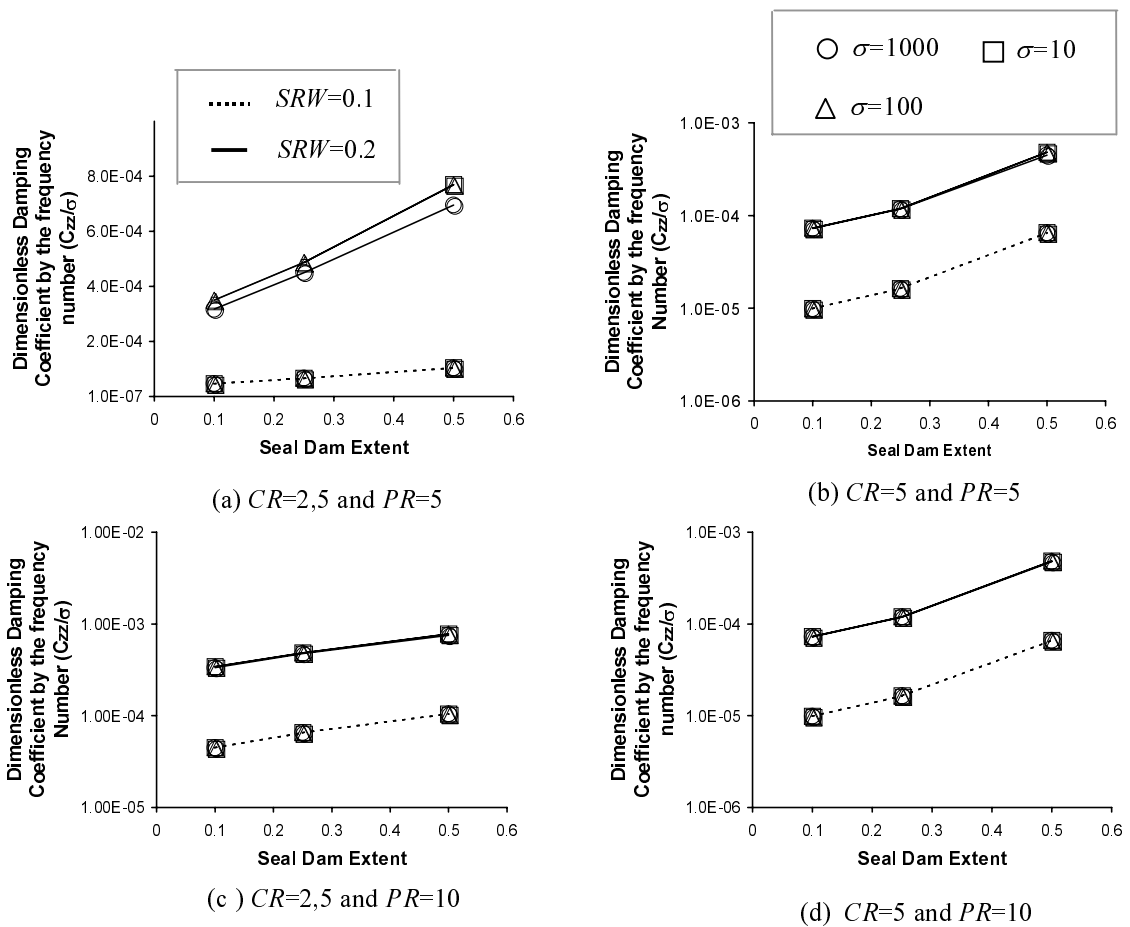 SRW=0.1
SRW=0.2
Dimensionless Damping
Coefficient by the frequency
number (Czz/σ)
8.0E-04
6.0E-04
4.0E-04
2.0E-04
1.0E-07
0 0.1 0.2 0.3 0.4 0.5 0.6
Seal Dam Extent
(a) CR=2,5 and PR=5
σ=1000 σ=10
σ=100
Dimensionless Damping
Coefficient by the frequency
Number (Czz/σ)
1.0E-03
1.0E-04
1.0E-05
1.0E-06
0 0.1 0.2 0.3 0.4 0.5 0.6
Seal Dam Extent
(b) CR=5 and PR=5
Dimensionless Damping
Coefficient by the frequency
Number (Czz/σ)
1.00E-02
1.00E-03
1.00E-04
1.00E-05
0 0.1 0.2 0.3 0.4 0.5 0.6
Seal Dam Extent
(c ) CR=2,5 and PR=10
Dimensionless Damping
Coefficient by the frequency
number (Czz/σ)
1.0E-03
1.0E-04
1.0E-05
1.0E-06
0 0.1 0.2 0.3 0.4 0.5 0.6
Seal Dam Extent
(d) CR=5 and PR=10